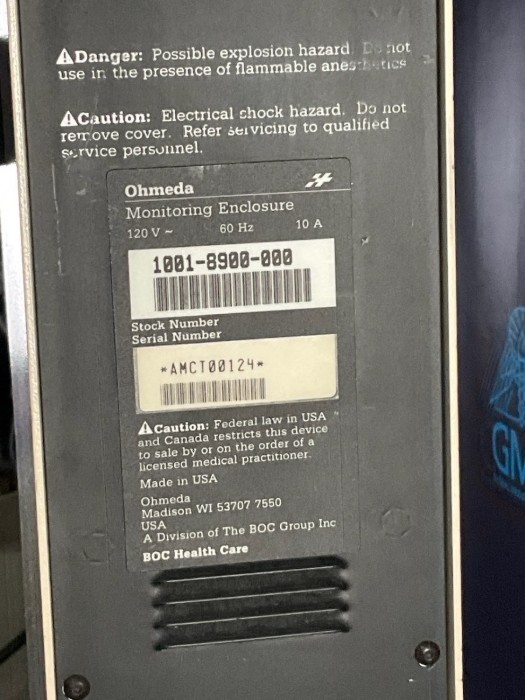 ⚠Danger: Possible explosion hazard. Do not
use in the presence of flammable anesthetics
⚠Caution: Electrical shock hazard. Do not
remove cover. Refer servicing to qualified
service personnel.
Ohmeda
Monitoring Enclosure
120 V ~ 60 Hz 10 A
1001-8900-000
Stock Number
Serial Number
*AMCT00124*
⚠Caution: Federal law in USA
and Canada restricts this device
to sale by or on the order of a
licensed medical practitioner.
Made in USA
Ohmeda
Madison WI 53707 7550
USA
A Division of The BOC Group Inc
BOC Health Care